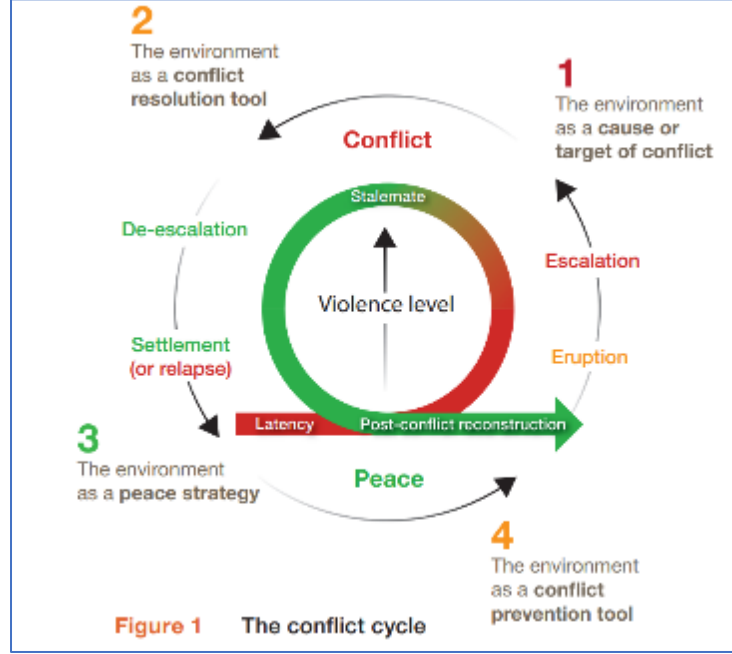 2
The environment
as a conflict
resolution tool
1
The environment
as a cause or
target of conflict
Conflict
Stalemate
De-escalation
Escalation
Violence level
Settlement
(or relapse)
Eruption
Latency
Post-conflict reconstruction
3
The environment
as a peace strategy
Peace
4
The environment
as a conflict
prevention tool
Figure 1 The conflict cycle